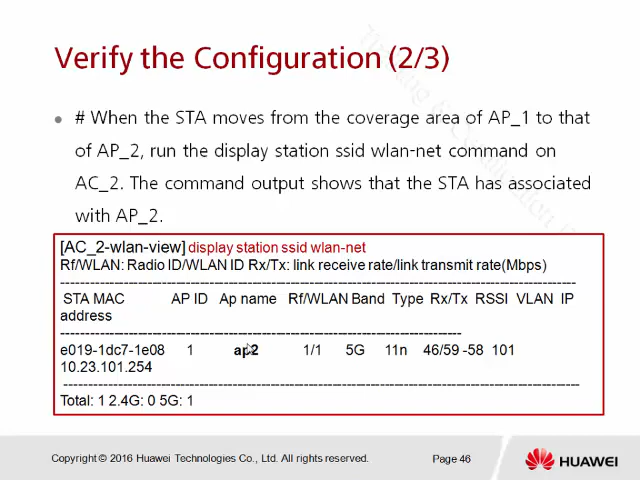 Verify the Configuration (2/3)
# When the STA moves from the coverage area of AP_1 to that
of AP_2, run the display station ssid wlan-net command on
AC_2. The command output shows that the STA has associated
with AP_2.
[AC_2-wlan-view] display station ssid wlan-net
Rf/WLAN: Radio ID/WLAN ID Rx/Tx: link receive rate/link transmit rate(Mbps)
STA MAC AP ID Ap name Rf/WLAN Band Type Rx/Tx RSSI VLAN IP
address
e019-1dc7-1e08 1 ap2 1/1 5G 11n 46/59 -58 101
10.23.101.254
Total: 1 2.4G: 0 5G: 1
Copyright © 2016 Huawei Technologies Co., Ltd. All rights reserved.
Page 46
HUAWEI